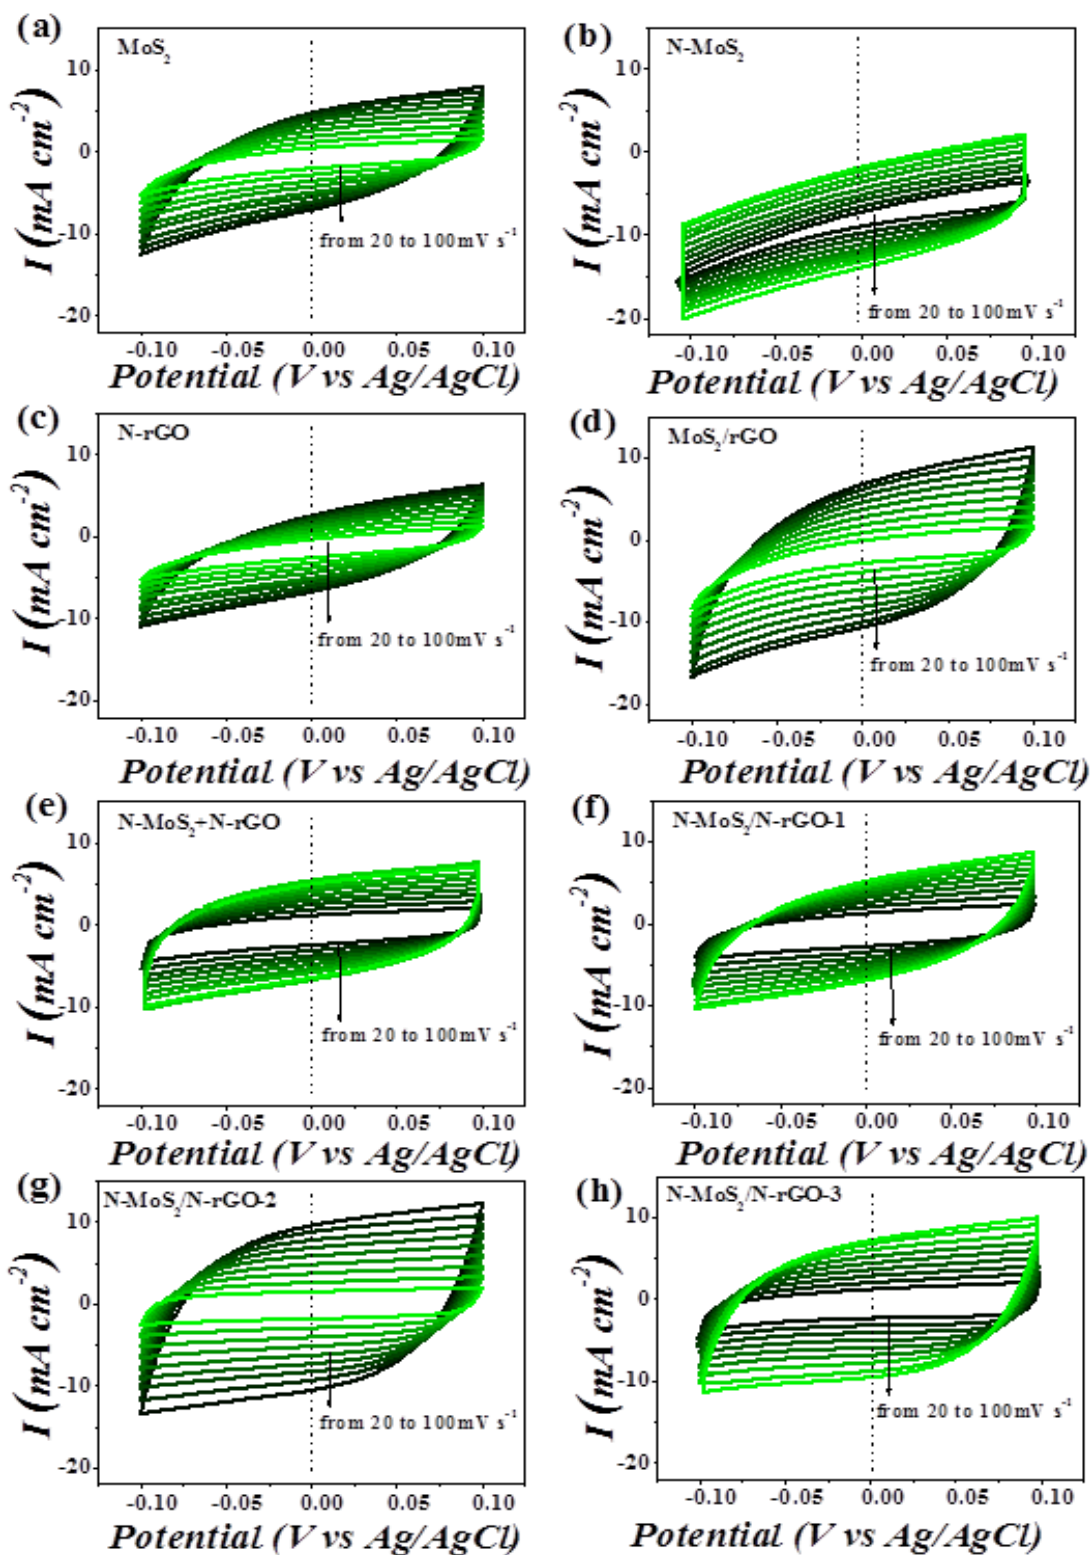 (a)
MoS₂
I (mA cm⁻²)
10
0
-10
-20
from 20 to 100mV s⁻¹
-0.10 -0.05 0.00 0.05 0.10
Potential (V vs Ag/AgCl)
(b)
N-MoS₂
I (mA cm⁻²)
10
0
-10
-20
from 20 to 100mV s⁻¹
-0.10 -0.05 0.00 0.05 0.10
Potential (V vs Ag/AgCl)
(c)
N-rGO
I (mA cm⁻²)
10
0
-10
-20
from 20 to 100mV s⁻¹
-0.10 -0.05 0.00 0.05 0.10
Potential (V vs Ag/AgCl)
(d)
MoS₂/rGO
I (mA cm⁻²)
10
0
-10
-20
from 20 to 100mV s⁻¹
-0.10 -0.05 0.00 0.05 0.10
Potential (V vs Ag/AgCl)
(e)
N-MoS₂+N-rGO
I (mA cm⁻²)
10
0
-10
-20
from 20 to 100mV s⁻¹
-0.10 -0.05 0.00 0.05 0.10
Potential (V vs Ag/AgCl)
(f)
N-MoS₂/N-rGO-1
I (mA cm⁻²)
10
0
-10
-20
from 20 to 100mV s⁻¹
-0.10 -0.05 0.00 0.05 0.10
Potential (V vs Ag/AgCl)
(g)
N-MoS₂/N-rGO-2
I (mA cm⁻²)
10
0
-10
-20
from 20 to 100mV s⁻¹
-0.10 -0.05 0.00 0.05 0.10
Potential (V vs Ag/AgCl)
(h)
N-MoS₂/N-rGO-3
I (mA cm⁻²)
10
0
-10
-20
from 20 to 100mV s⁻¹
-0.10 -0.05 0.00 0.05 0.10
Potential (V vs Ag/AgCl)